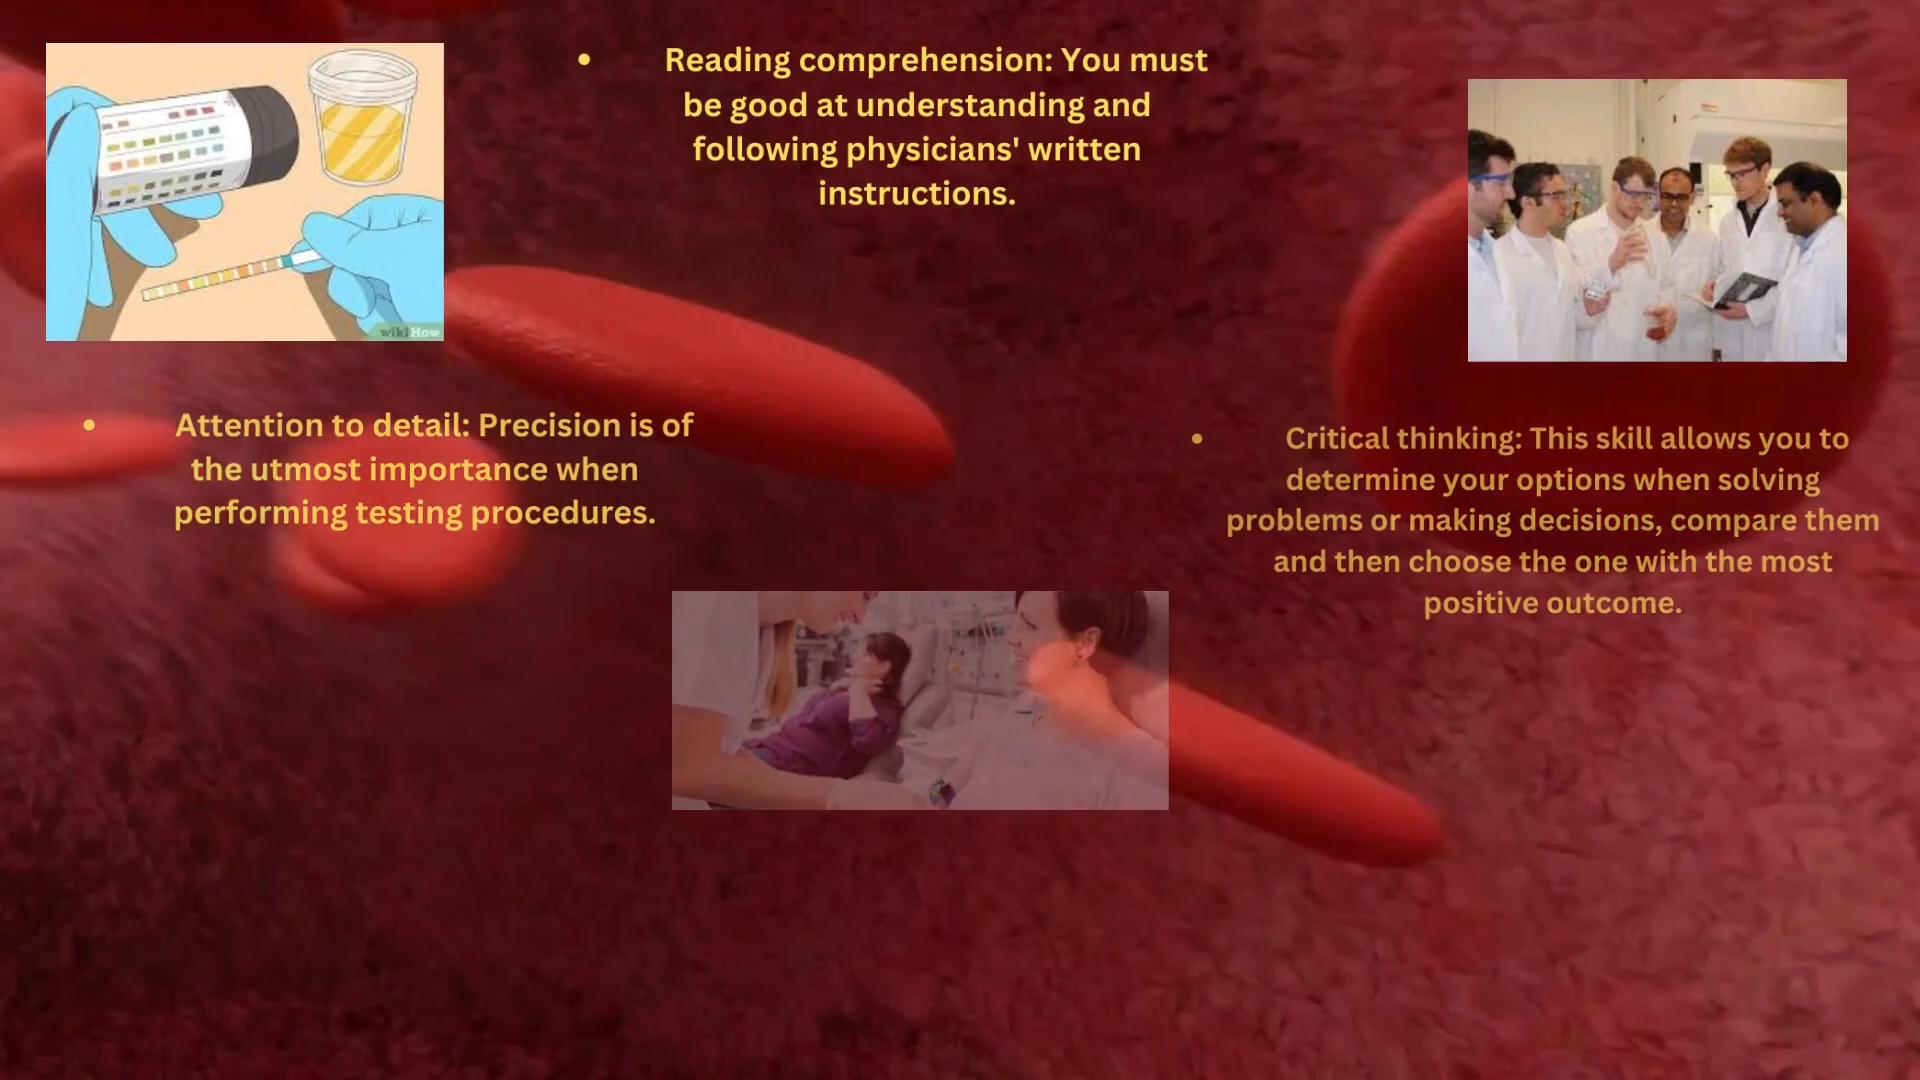 • Reading comprehension: You must
be good at understanding and
following physicians' written
instructions.
wikiHow
• Attention to detail: Precision is of
the utmost importance when
performing testing procedures.
• Critical thinking: This skill allows you to
determine your options when solving
problems or making decisions, compare them
and then choose the one with the most
positive outcome.